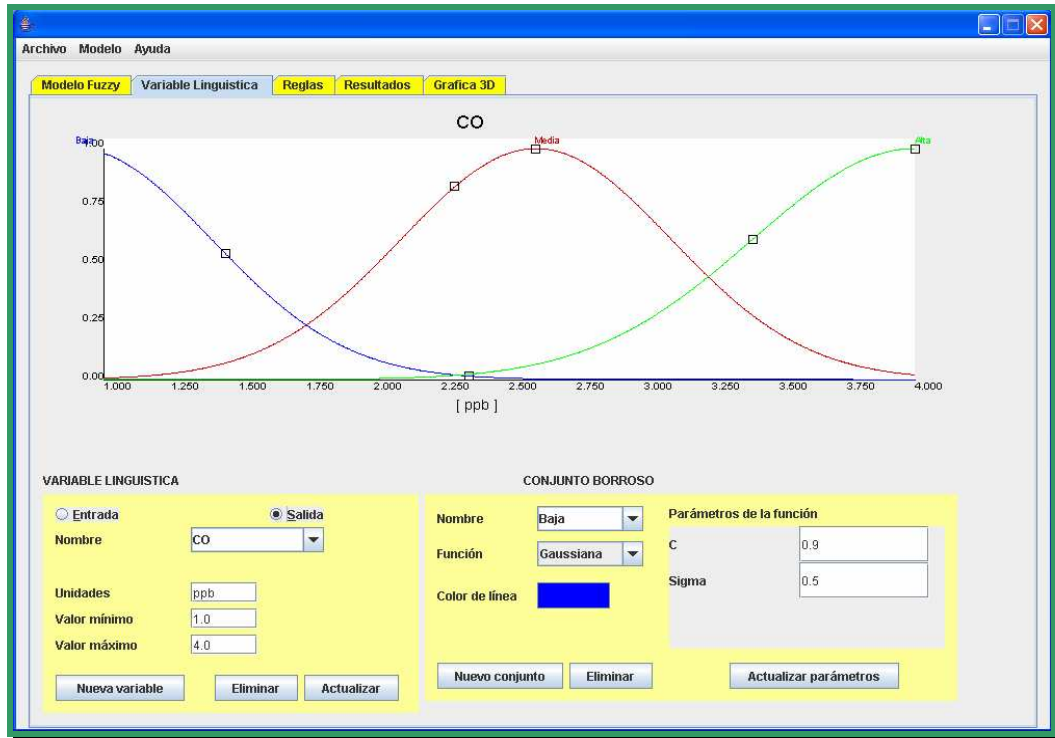 Archivo Modelo Ayuda
Modelo Fuzzy Variable Linguistica Reglas Resultados Grafica 3D
CO
Baja Media Alta
1.00
0.75
0.50
0.25
0.00
1.000 1.250 1.500 1.750 2.000 2.250 2.500 2.750 3.000 3.250 3.500 3.750 4.000
[ ppb ]
VARIABLE LINGUISTICA
Entrada Salida
Nombre CO
Unidades ppb
Valor mínimo 1.0
Valor máximo 4.0
Nueva variable Eliminar Actualizar
CONJUNTO BORROSO
Nombre Baja
Función Gaussiana
Color de línea
Parámetros de la función
C 0.9
Sigma 0.5
Nuevo conjunto Eliminar Actualizar parámetros